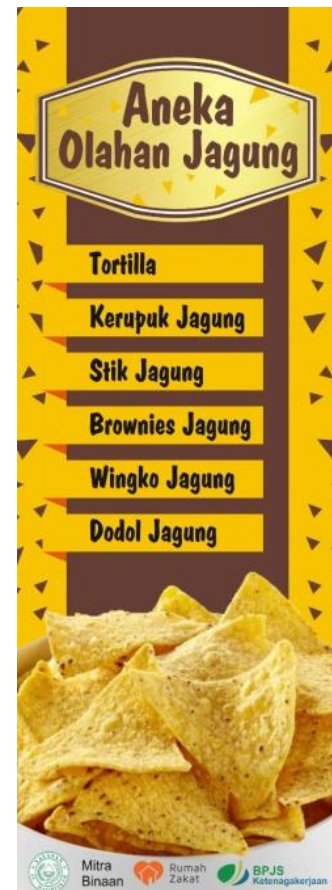 Aneka
Olahan Jagung
Tortilla
Kerupuk Jagung
Stik Jagung
Brownies Jagung
Wingko Jagung
Dodol Jagung
Mitra
Binaan
Rumah
Zakat
BPJS
Ketenagakerjaan